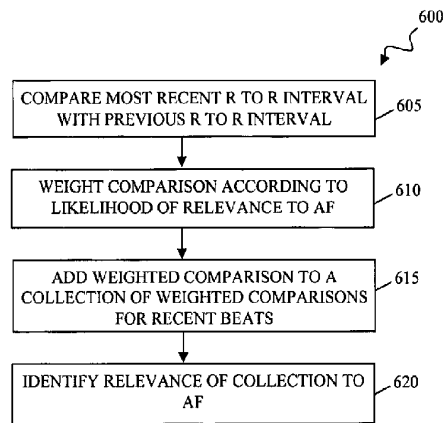 600
COMPARE MOST RECENT R TO R INTERVAL
WITH PREVIOUS R TO R INTERVAL
605
WEIGHT COMPARISON ACCORDING TO
LIKELIHOOD OF RELEVANCE TO AF
610
ADD WEIGHTED COMPARISON TO A
COLLECTION OF WEIGHTED COMPARISONS
FOR RECENT BEATS
615
IDENTIFY RELEVANCE OF COLLECTION TO
AF
620